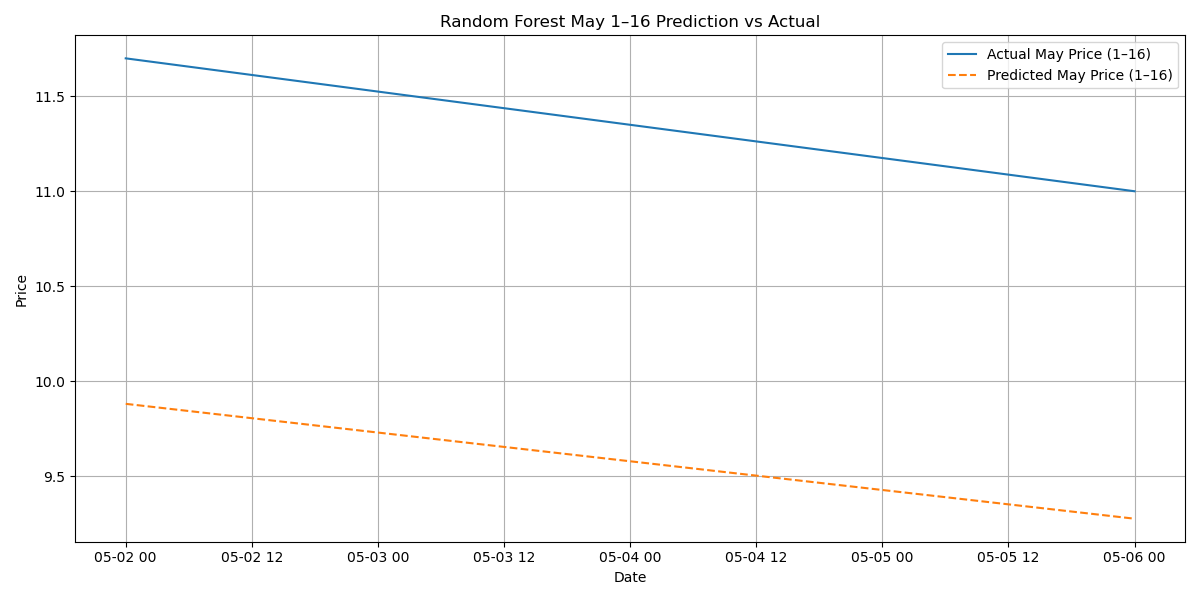 Random Forest May 1–16 Prediction vs Actual
Actual May Price (1–16)
Predicted May Price (1–16)
Price
11.5
11.0
10.5
10.0
9.5
05-02 00 05-02 12 05-03 00 05-03 12 05-04 00 05-04 12 05-05 00 05-05 12 05-06 00
Date